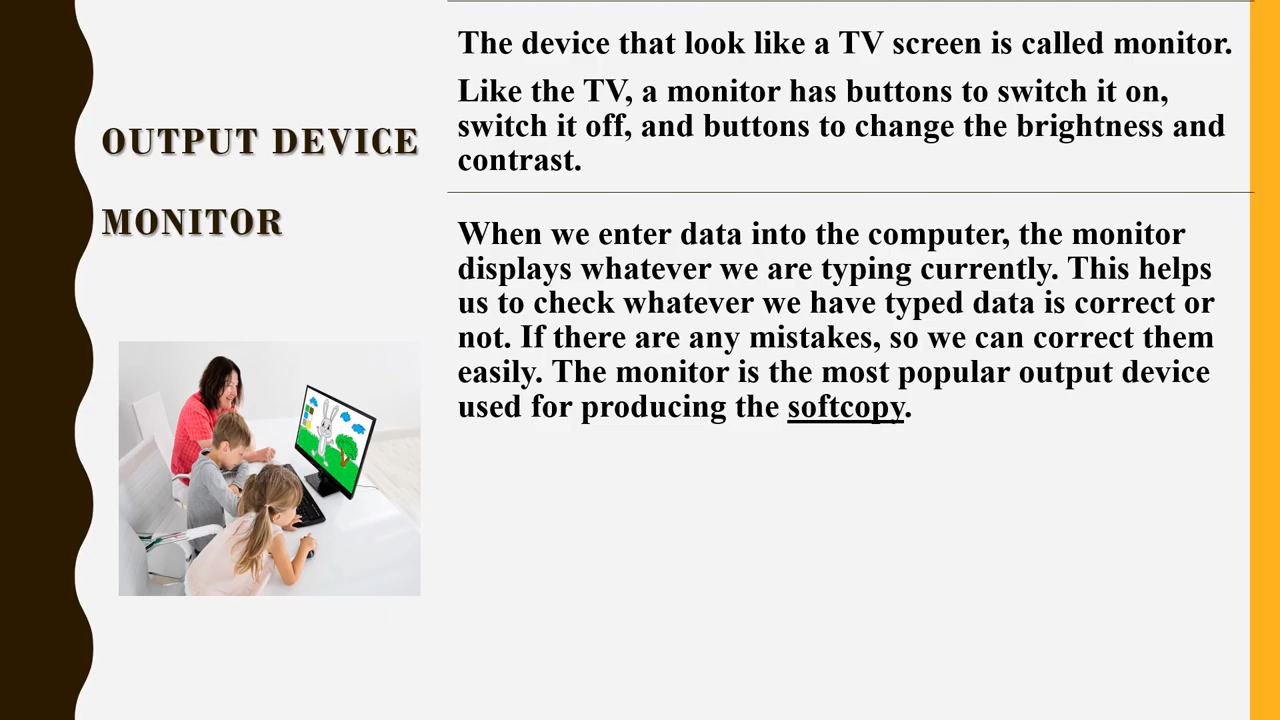 OUTPUT DEVICE
MONITOR
The device that look like a TV screen is called monitor.
Like the TV, a monitor has buttons to switch it on,
switch it off, and buttons to change the brightness and
contrast.
When we enter data into the computer, the monitor
displays whatever we are typing currently. This helps
us to check whatever we have typed data is correct or
not. If there are any mistakes, so we can correct them
easily. The monitor is the most popular output device
used for producing the softcopy.